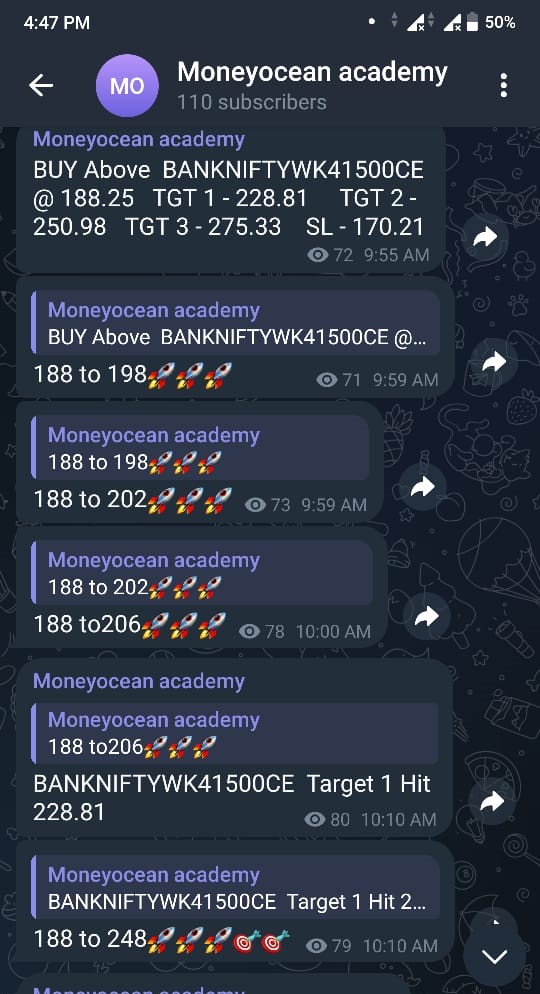 4:47 PM
50%
MO
Moneyocean academy
110 subscribers
Moneyocean academy
BUY Above BANKNIFTYWK41500CE
@ 188.25 TGT 1 - 228.81 TGT 2 -
250.98 TGT 3 - 275.33 SL - 170.21
72 9:55 AM
Moneyocean academy
BUY Above BANKNIFTYWK41500CE @...
188 to 198🚀🚀🚀 71 9:59 AM
Moneyocean academy
188 to 198🚀🚀🚀
188 to 202🚀🚀🚀 73 9:59 AM
Moneyocean academy
188 to 202🚀🚀🚀
188 to206🚀🚀🚀 78 10:00 AM
Moneyocean academy
Moneyocean academy
188 to206🚀🚀🚀
BANKNIFTYWK41500CE Target 1 Hit
228.81 80 10:10 AM
Moneyocean academy
BANKNIFTYWK41500CE Target 1 Hit 2...
188 to 248🚀🚀🚀🎯🎯 79 10:10 AM